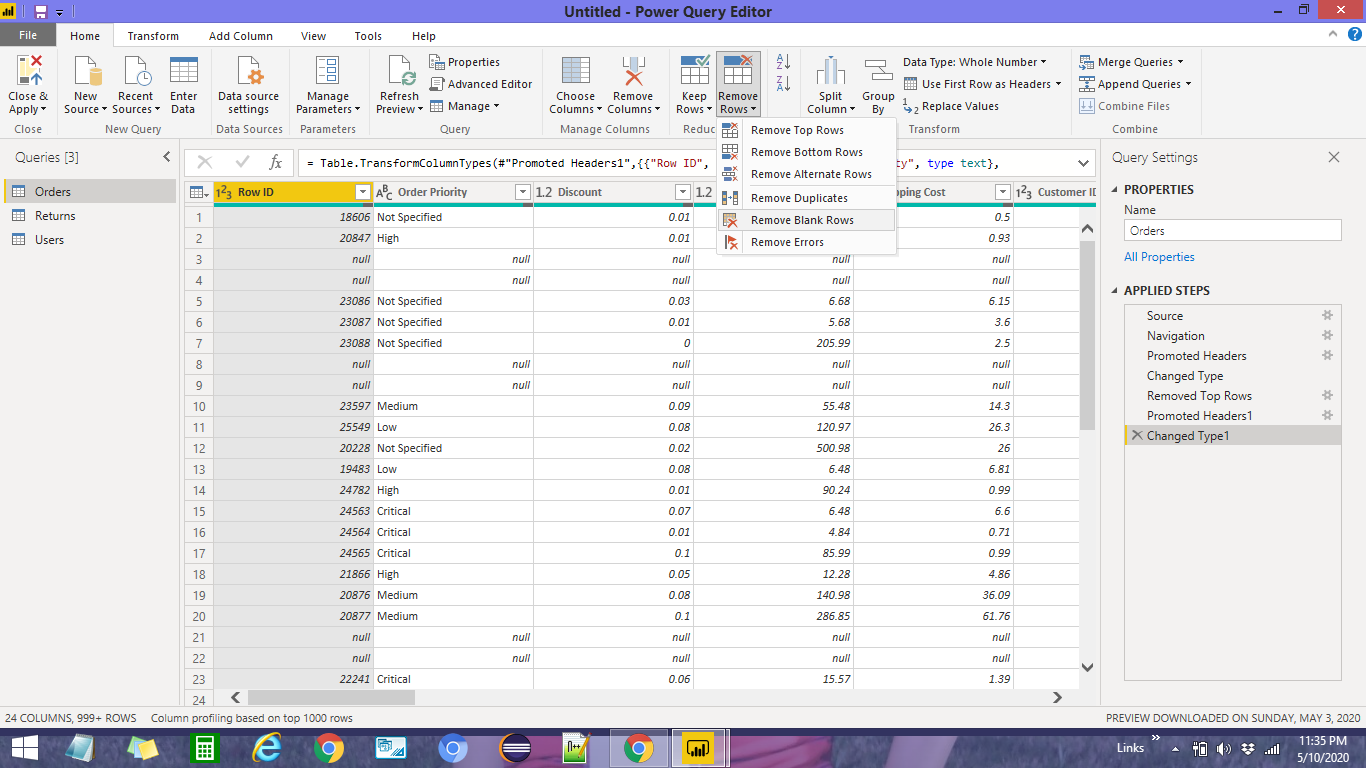 Untitled - Power Query Editor
File Home Transform Add Column View Tools Help
Close & Apply
Close
New Source
Recent Sources
Enter Data
New Query
Data source settings
Data Sources
Manage Parameters
Parameters
Refresh Preview
Properties
Advanced Editor
Manage
Query
Choose Columns
Remove Columns
Manage Columns
Keep Rows
Remove Rows
Reduc
Split Column
Group By
Data Type: Whole Number
Use First Row as Headers
Replace Values
Transform
Merge Queries
Append Queries
Combine Files
Combine
Remove Top Rows
Remove Bottom Rows
Remove Alternate Rows
Remove Duplicates
Remove Blank Rows
Remove Errors
Queries [3]
Orders
Returns
Users
fx = Table.TransformColumnTypes(#"Promoted Headers1",{{"Row ID", ty", type text},
123 Row ID ABC Order Priority 1.2 Discount 1.2 pping Cost 123 Customer ID
1 18606 Not Specified 0.01 0.5
2 20847 High 0.01 0.93
3 null null null null null
4 null null null null null
5 23086 Not Specified 0.03 6.68 6.15
6 23087 Not Specified 0.01 5.68 3.6
7 23088 Not Specified 0 205.99 2.5
8 null null null null null
9 null null null null null
10 23597 Medium 0.09 55.48 14.3
11 25549 Low 0.08 120.97 26.3
12 20228 Not Specified 0.02 500.98 26
13 19483 Low 0.08 6.48 6.81
14 24782 High 0.01 90.24 0.99
15 24563 Critical 0.07 6.48 6.6
16 24564 Critical 0.01 4.84 0.71
17 24565 Critical 0.1 85.99 0.99
18 21866 High 0.05 12.28 4.86
19 20876 Medium 0.08 140.98 36.09
20 20877 Medium 0.1 286.85 61.76
21 null null null null null
22 null null null null null
23 22241 Critical 0.06 15.57 1.39
24
Query Settings
PROPERTIES
Name
Orders
All Properties
APPLIED STEPS
Source
Navigation
Promoted Headers
Changed Type
Removed Top Rows
Promoted Headers1
Changed Type1
24 COLUMNS, 999+ ROWS Column profiling based on top 1000 rows
PREVIEW DOWNLOADED ON SUNDAY, MAY 3, 2020
Links
11:35 PM
5/10/2020